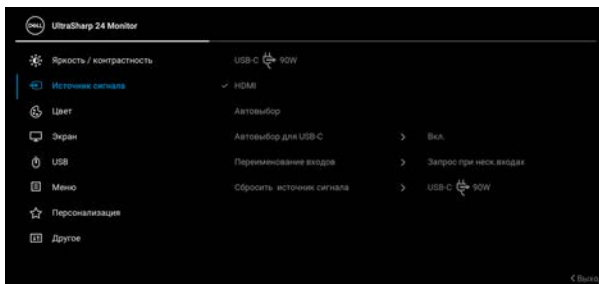 DELL UltraSharp 24 Monitor
Яркость / контрастность USB-C 90W
Источник сигнала HDMI
Цвет Автовыбор
Экран Автовыбор для USB-C Вкл.
USB Переименование входов Запрос при неск.входах
Меню Сбросить источник сигнала USB-C 90W
Персонализация
Другое
Выхо